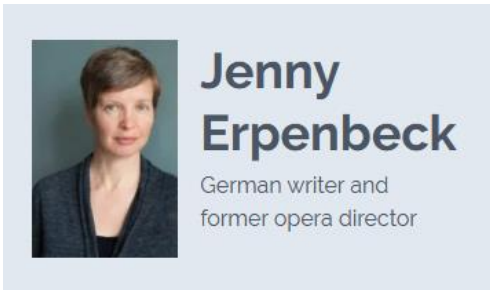 Jenny
Erpenbeck
German writer and
former opera director